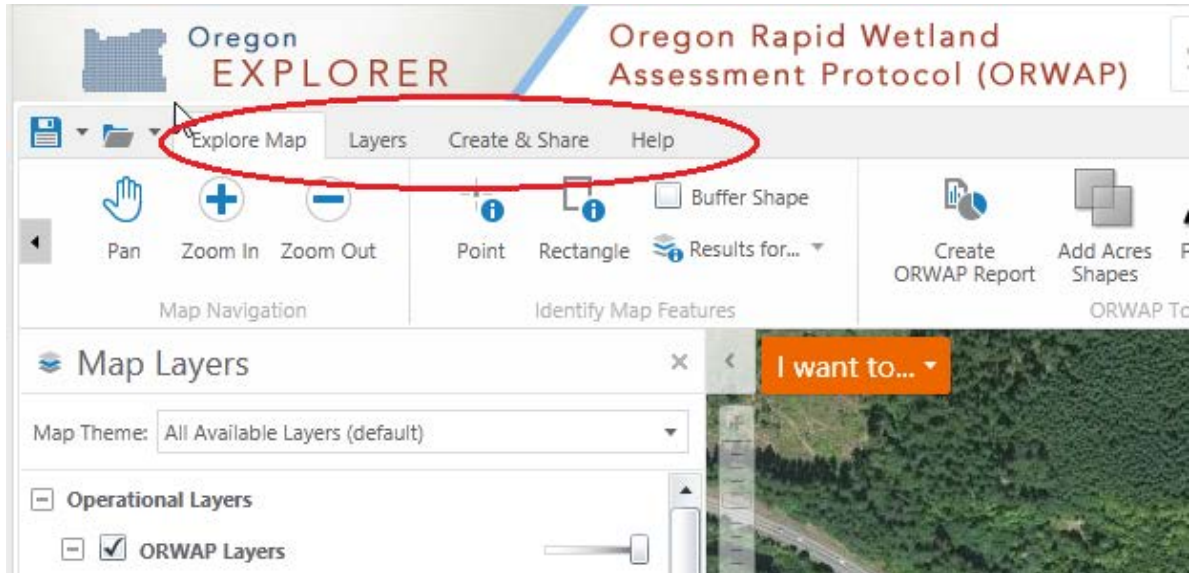 Oregon
EXPLORER
Oregon Rapid Wetland
Assessment Protocol (ORWAP)
Explore Map Layers Create & Share Help
Pan Zoom In Zoom Out Point Rectangle Buffer Shape
Results for...
Create
ORWAP Report
Add Acres
Shapes
Map Navigation Identify Map Features ORWAP
Map Layers
I want to...
Map Theme: All Available Layers (default)
Operational Layers
ORWAP Layers